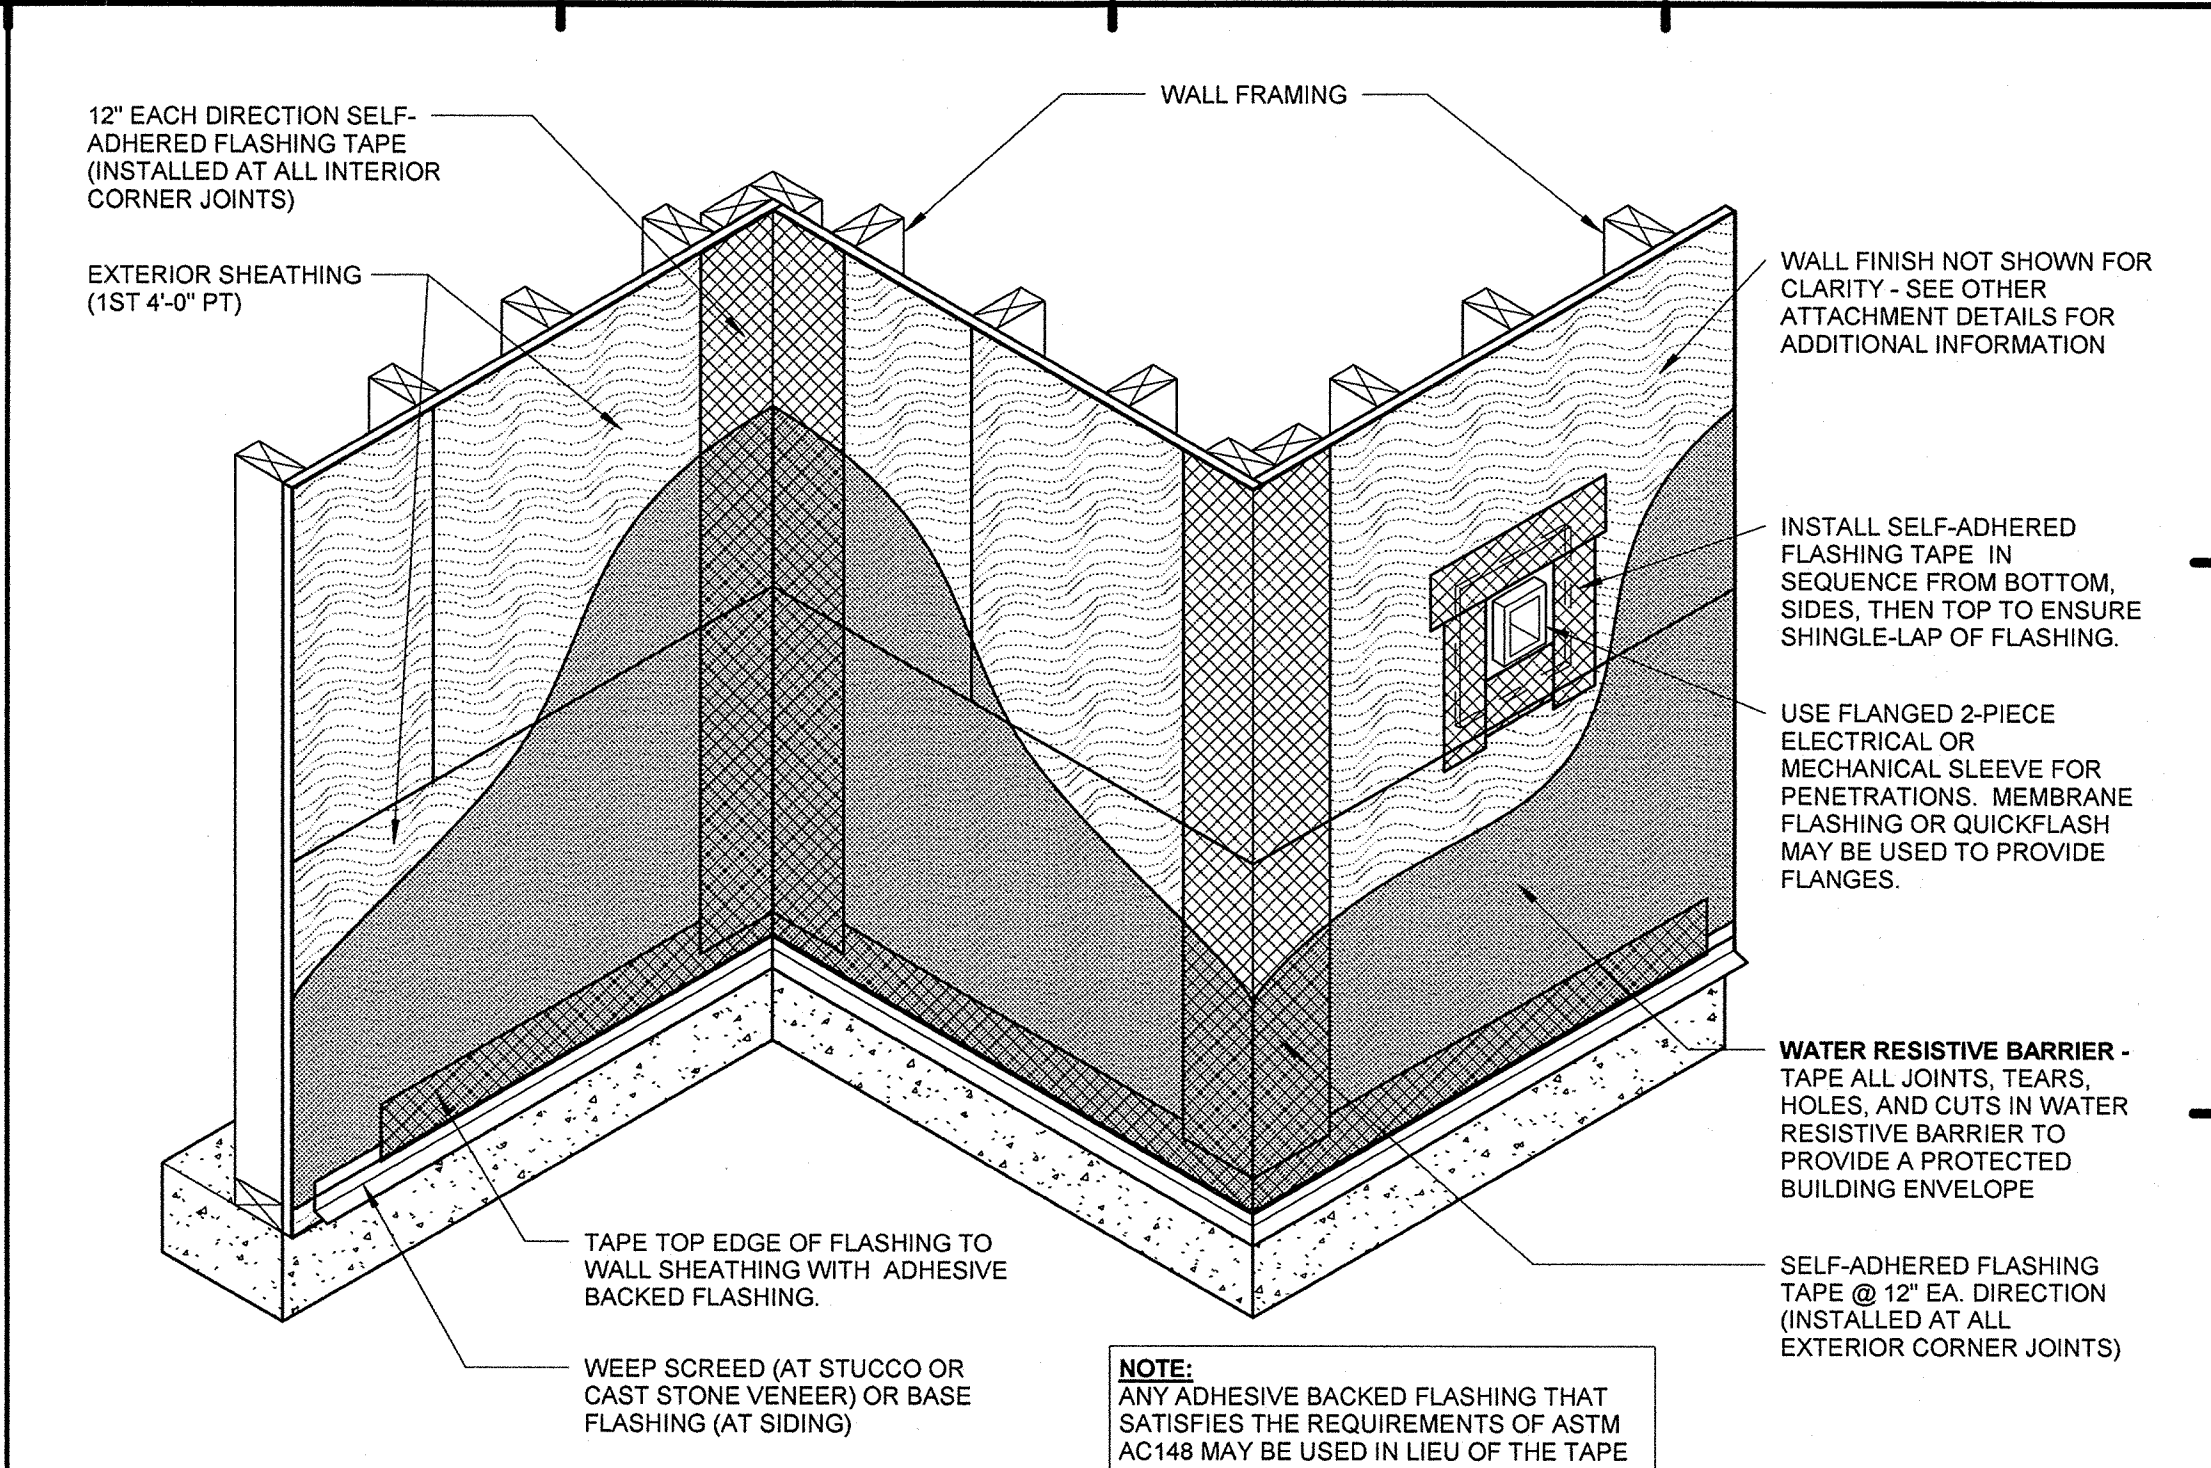 12" EACH DIRECTION SELF-
ADHERED FLASHING TAPE
(INSTALLED AT ALL INTERIOR
CORNER JOINTS)
EXTERIOR SHEATHING
(1ST 4'-0" PT)
WALL FRAMING
WALL FINISH NOT SHOWN FOR
CLARITY - SEE OTHER
ATTACHMENT DETAILS FOR
ADDITIONAL INFORMATION
INSTALL SELF-ADHERED
FLASHING TAPE IN
SEQUENCE FROM BOTTOM,
SIDES, THEN TOP TO ENSURE
SHINGLE-LAP OF FLASHING.
USE FLANGED 2-PIECE
ELECTRICAL OR
MECHANICAL SLEEVE FOR
PENETRATIONS. MEMBRANE
FLASHING OR QUICKFLASH
MAY BE USED TO PROVIDE
FLANGES.
WATER RESISTIVE BARRIER -
TAPE ALL JOINTS, TEARS,
HOLES, AND CUTS IN WATER
RESISTIVE BARRIER TO
PROVIDE A PROTECTED
BUILDING ENVELOPE
SELF-ADHERED FLASHING
TAPE @ 12" EA. DIRECTION
(INSTALLED AT ALL
EXTERIOR CORNER JOINTS)
TAPE TOP EDGE OF FLASHING TO
WALL SHEATHING WITH ADHESIVE
BACKED FLASHING.
WEEP SCREED (AT STUCCO OR
CAST STONE VENEER) OR BASE
FLASHING (AT SIDING)
NOTE:
ANY ADHESIVE BACKED FLASHING THAT
SATISFIES THE REQUIREMENTS OF ASTM
AC148 MAY BE USED IN LIEU OF THE TAPE